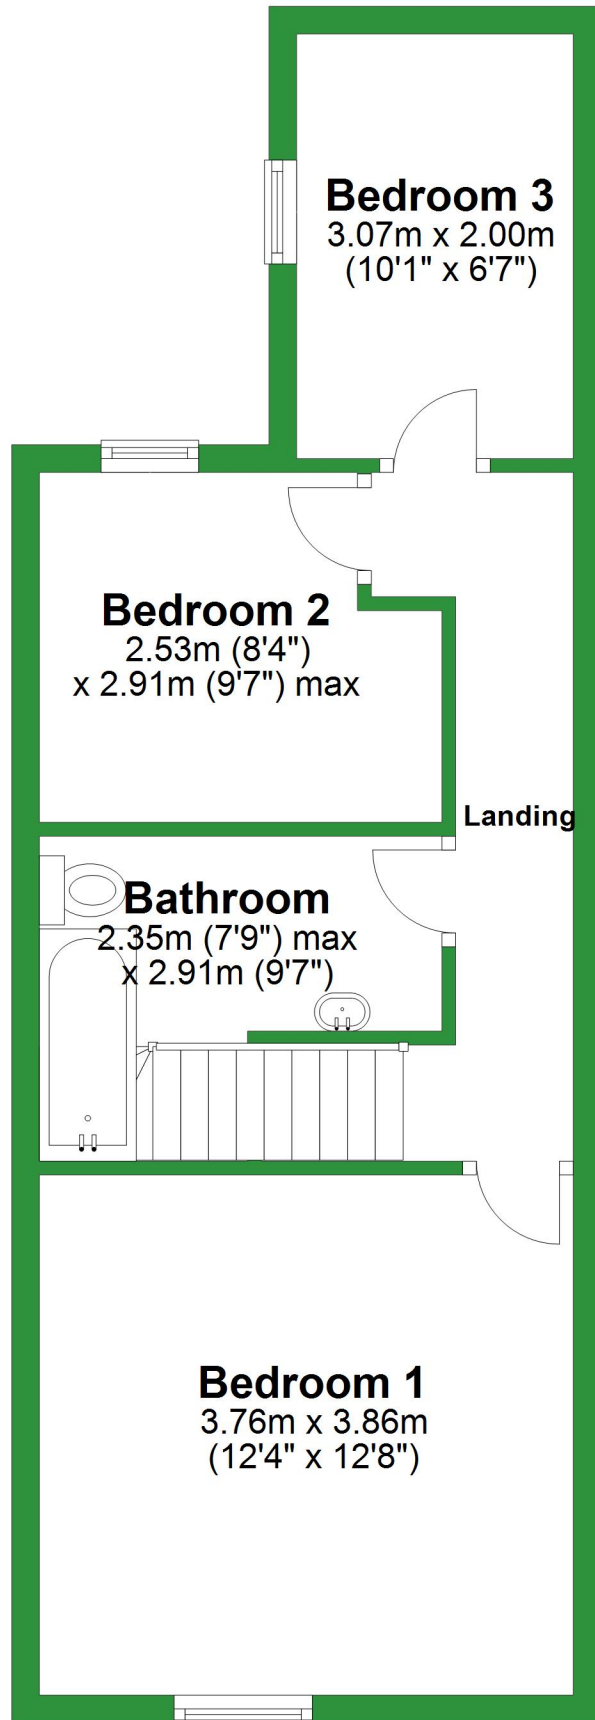 Bedroom 3
3.07m x 2.00m
(10'1" x 6'7")
Bedroom 2
2.53m (8'4")
x 2.91m (9'7") max
Landing
Bathroom
2.35m (7'9") max
x 2.91m (9'7")
Bedroom 1
3.76m x 3.86m
(12'4" x 12'8")